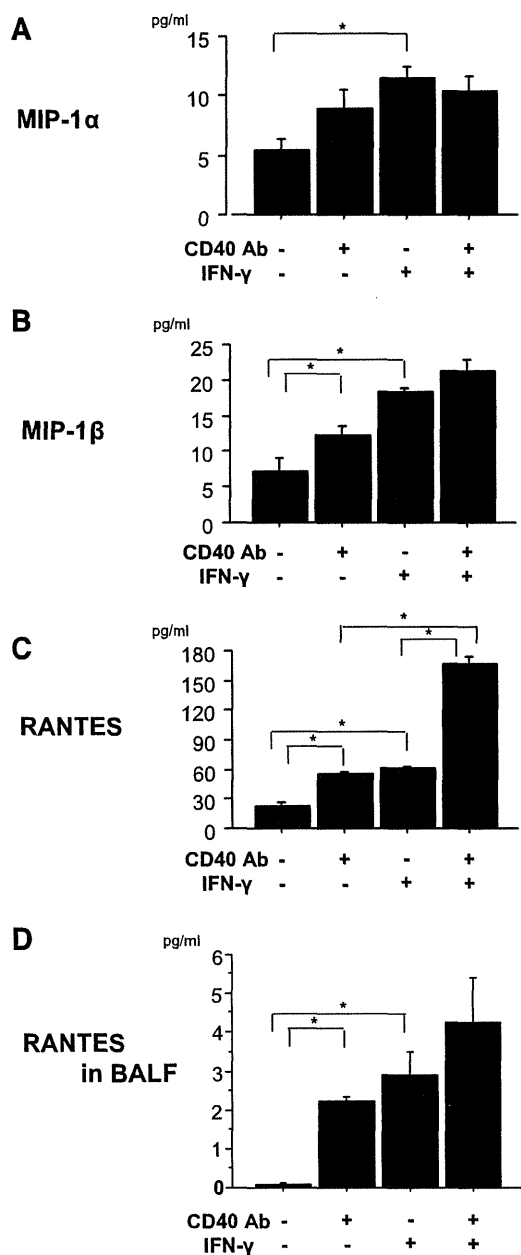 A
pg/ml
MIP-1α
15
10
5
0
*
CD40 Ab - + - +
IFN-γ - - + +
B
pg/ml
MIP-1β
25
20
15
10
5
0
*
*
CD40 Ab - + - +
IFN-γ - - + +
C
pg/ml
RANTES
180
150
120
90
60
30
0
*
*
*
*
CD40 Ab - + - +
IFN-γ - - + +
D
pg/ml
RANTES
in BALF
6
5
4
3
2
1
0
*
*
CD40 Ab - + - +
IFN-γ - - + +